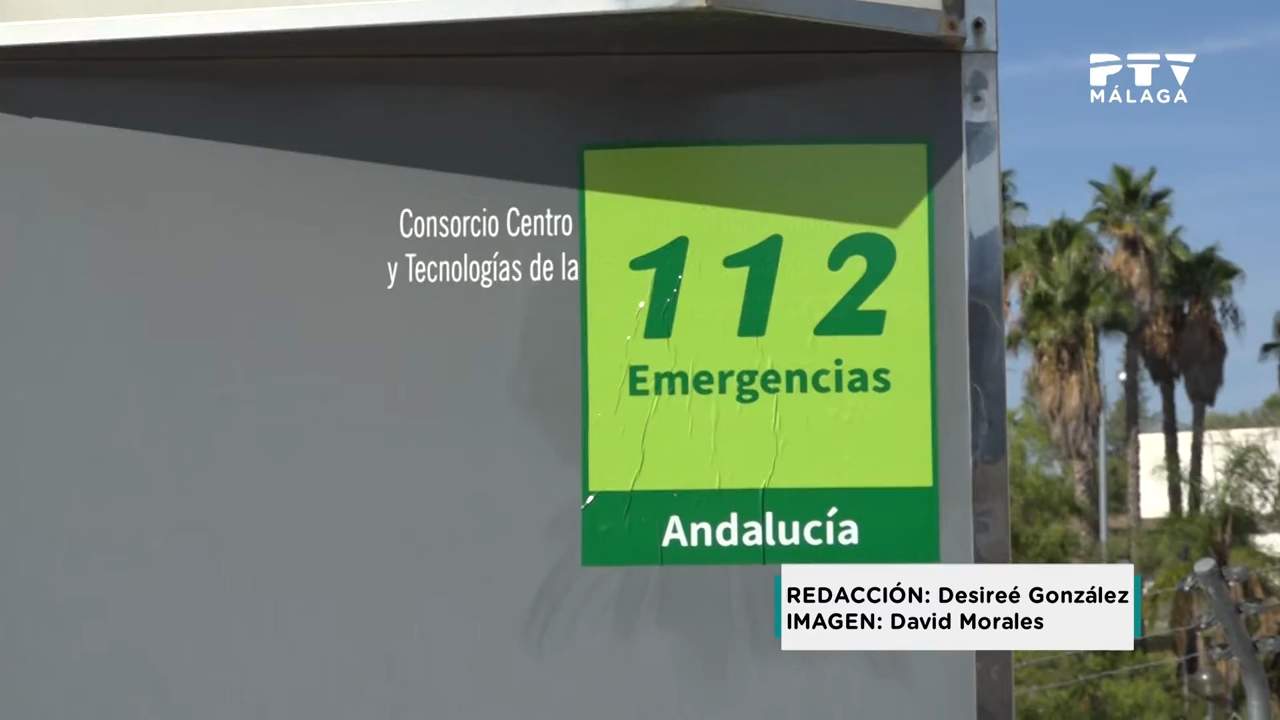 PTV
MÁLAGA
Consorcio Centro
y Tecnologías de la
112
Emergencias
Andalucía
REDACCIÓN: Desireé González
IMAGEN: David Morales